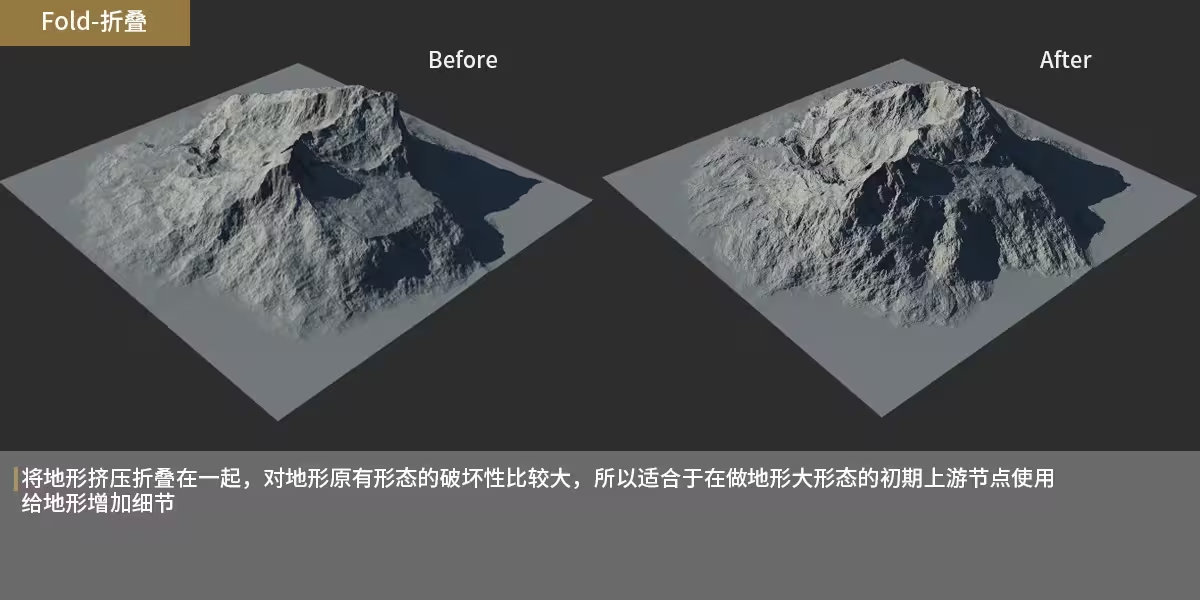 Fold-折叠
Before
After
将地形挤压折叠在一起，对地形原有形态的破坏性比较大，所以适合于在做地形大形态的初期上游节点使用
给地形增加细节